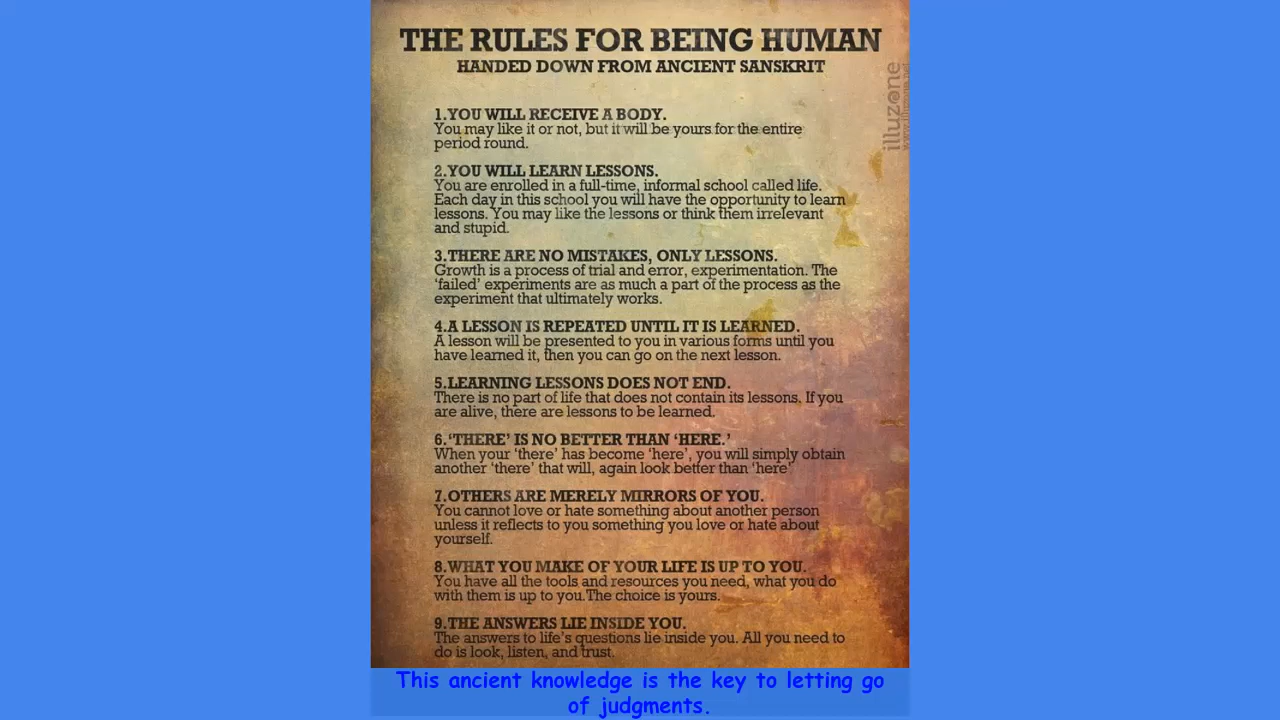 THE RULES FOR BEING HUMAN
HANDED DOWN FROM ANCIENT SANSKRIT
illuzone
1.YOU WILL RECEIVE A BODY.
You may like it or not, but it will be yours for the entire
period round.
2.YOU WILL LEARN LESSONS.
You are enrolled in a full-time, informal school called life.
Each day in this school you will have the opportunity to learn
lessons. You may like the lessons or think them irrelevant
and stupid.
3.THERE ARE NO MISTAKES, ONLY LESSONS.
Growth is a process of trial and error, experimentation. The
‘failed’ experiments are as much a part of the process as the
experiment that ultimately works.
4.A LESSON IS REPEATED UNTIL IT IS LEARNED.
A lesson will be presented to you in various forms until you
have learned it, then you can go on the next lesson.
5.LEARNING LESSONS DOES NOT END.
There is no part of life that does not contain its lessons. If you
are alive, there are lessons to be learned.
6.‘THERE’ IS NO BETTER THAN ‘HERE.’
When your ‘there’ has become ‘here’, you will simply obtain
another ‘there’ that will, again look better than ‘here’
7.OTHERS ARE MERELY MIRRORS OF YOU.
You cannot love or hate something about another person
unless it reflects to you something you love or hate about
yourself.
8.WHAT YOU MAKE OF YOUR LIFE IS UP TO YOU.
You have all the tools and resources you need, what you do
with them is up to you.The choice is yours.
9.THE ANSWERS LIE INSIDE YOU.
The answers to life’s questions lie inside you. All you need to
do is look, listen, and trust.
This ancient knowledge is the key to letting go
of judgments.